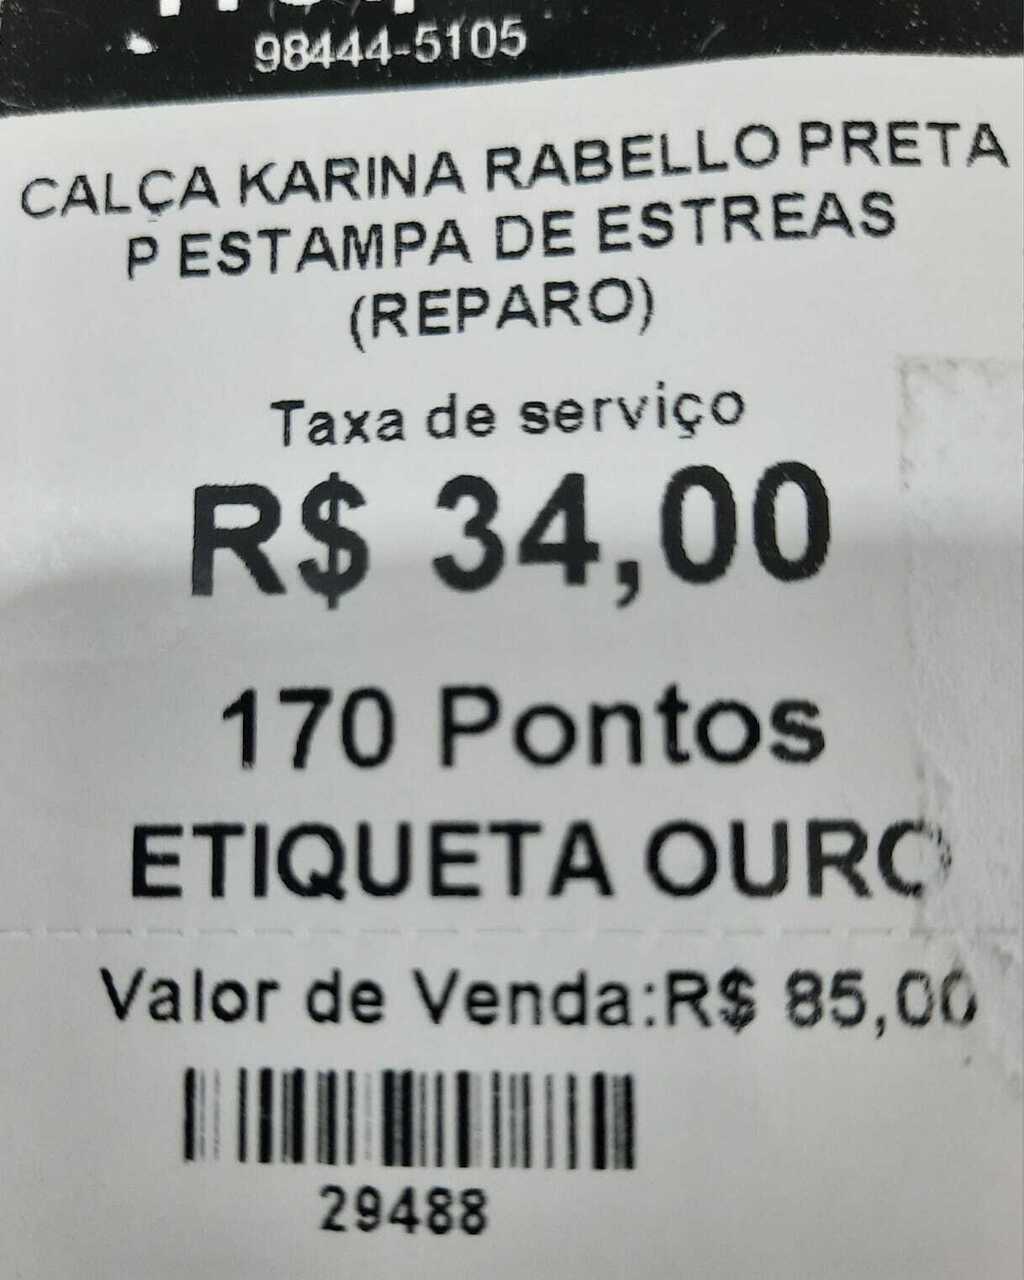 98444-5105
CALÇA KARINA RABELLO PRETA
P ESTAMPA DE ESTREAS
(REPARO)
Taxa de serviço
R$ 34,00
170 Pontos
ETIQUETA OURO
Valor de Venda:R$ 85,00
29488